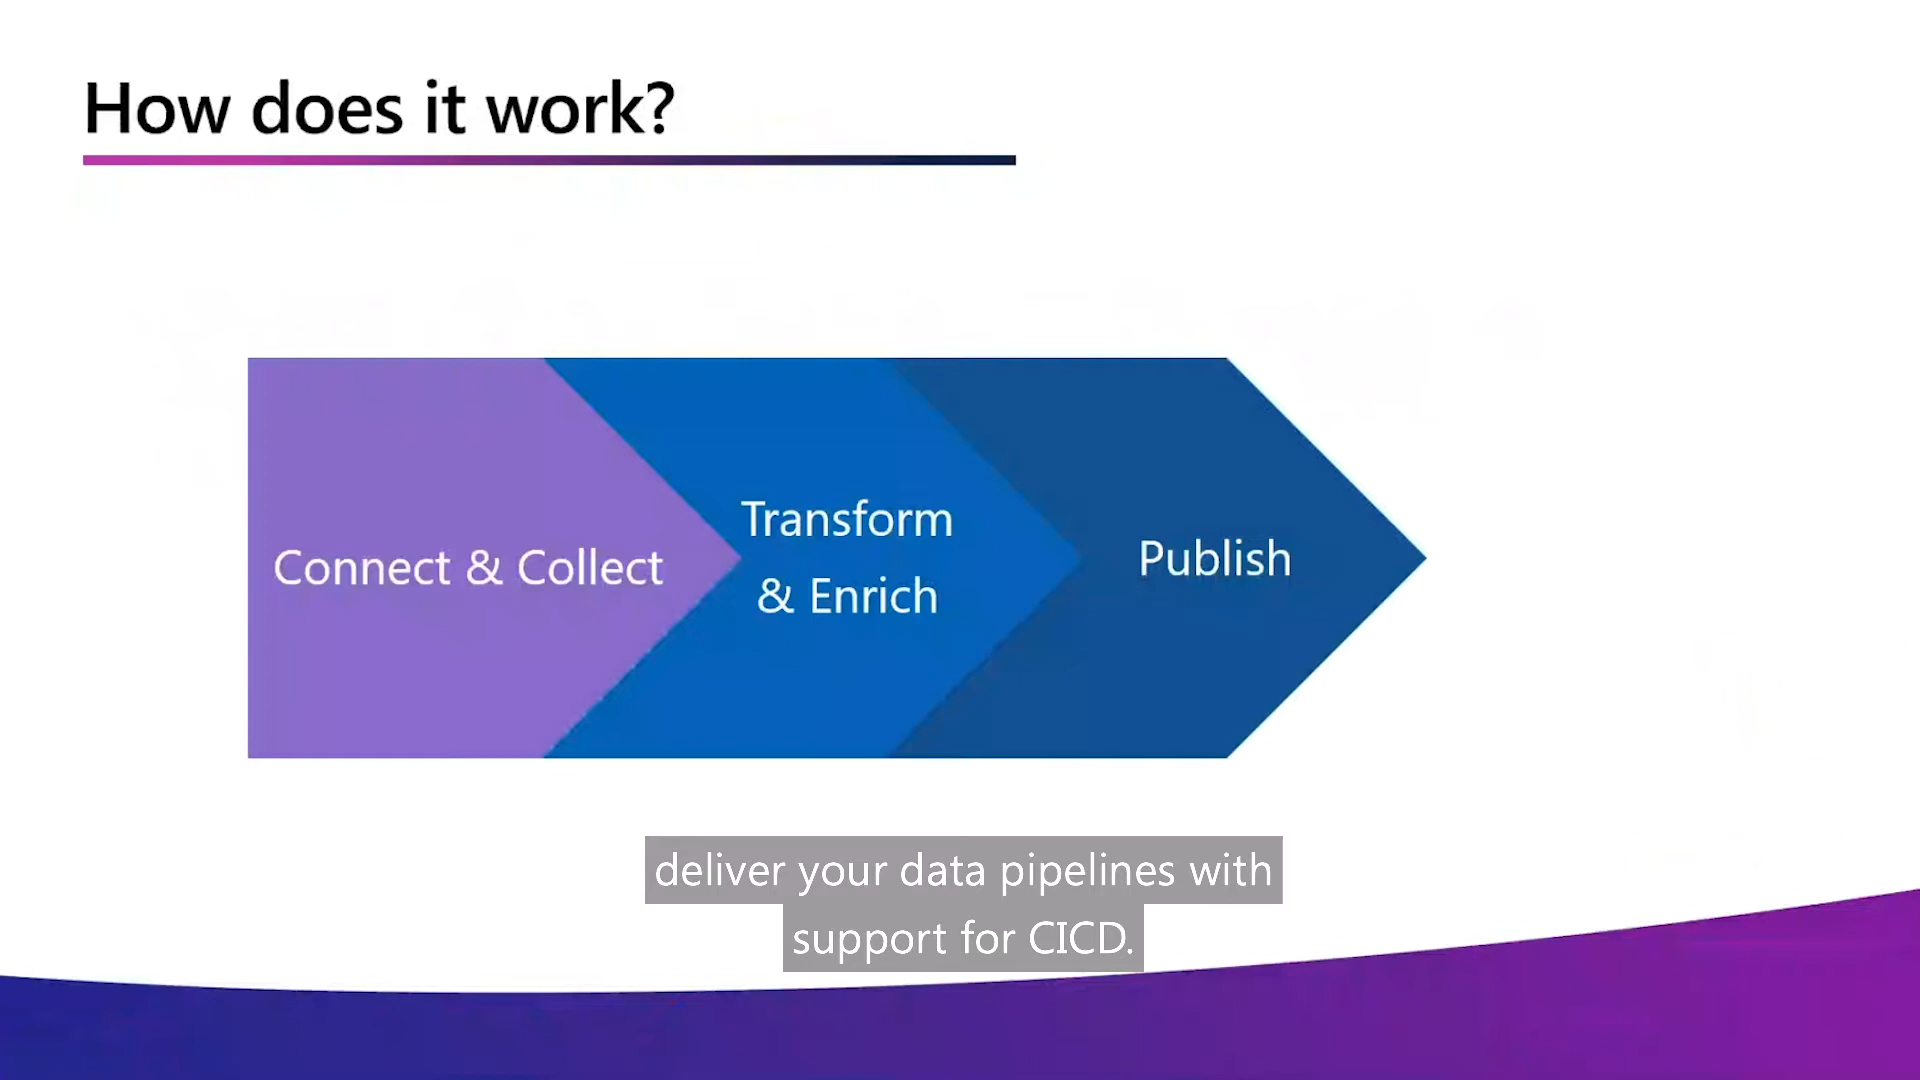 How does it work?
Connect & Collect
Transform
& Enrich
Publish
deliver your data pipelines with
support for CICD.